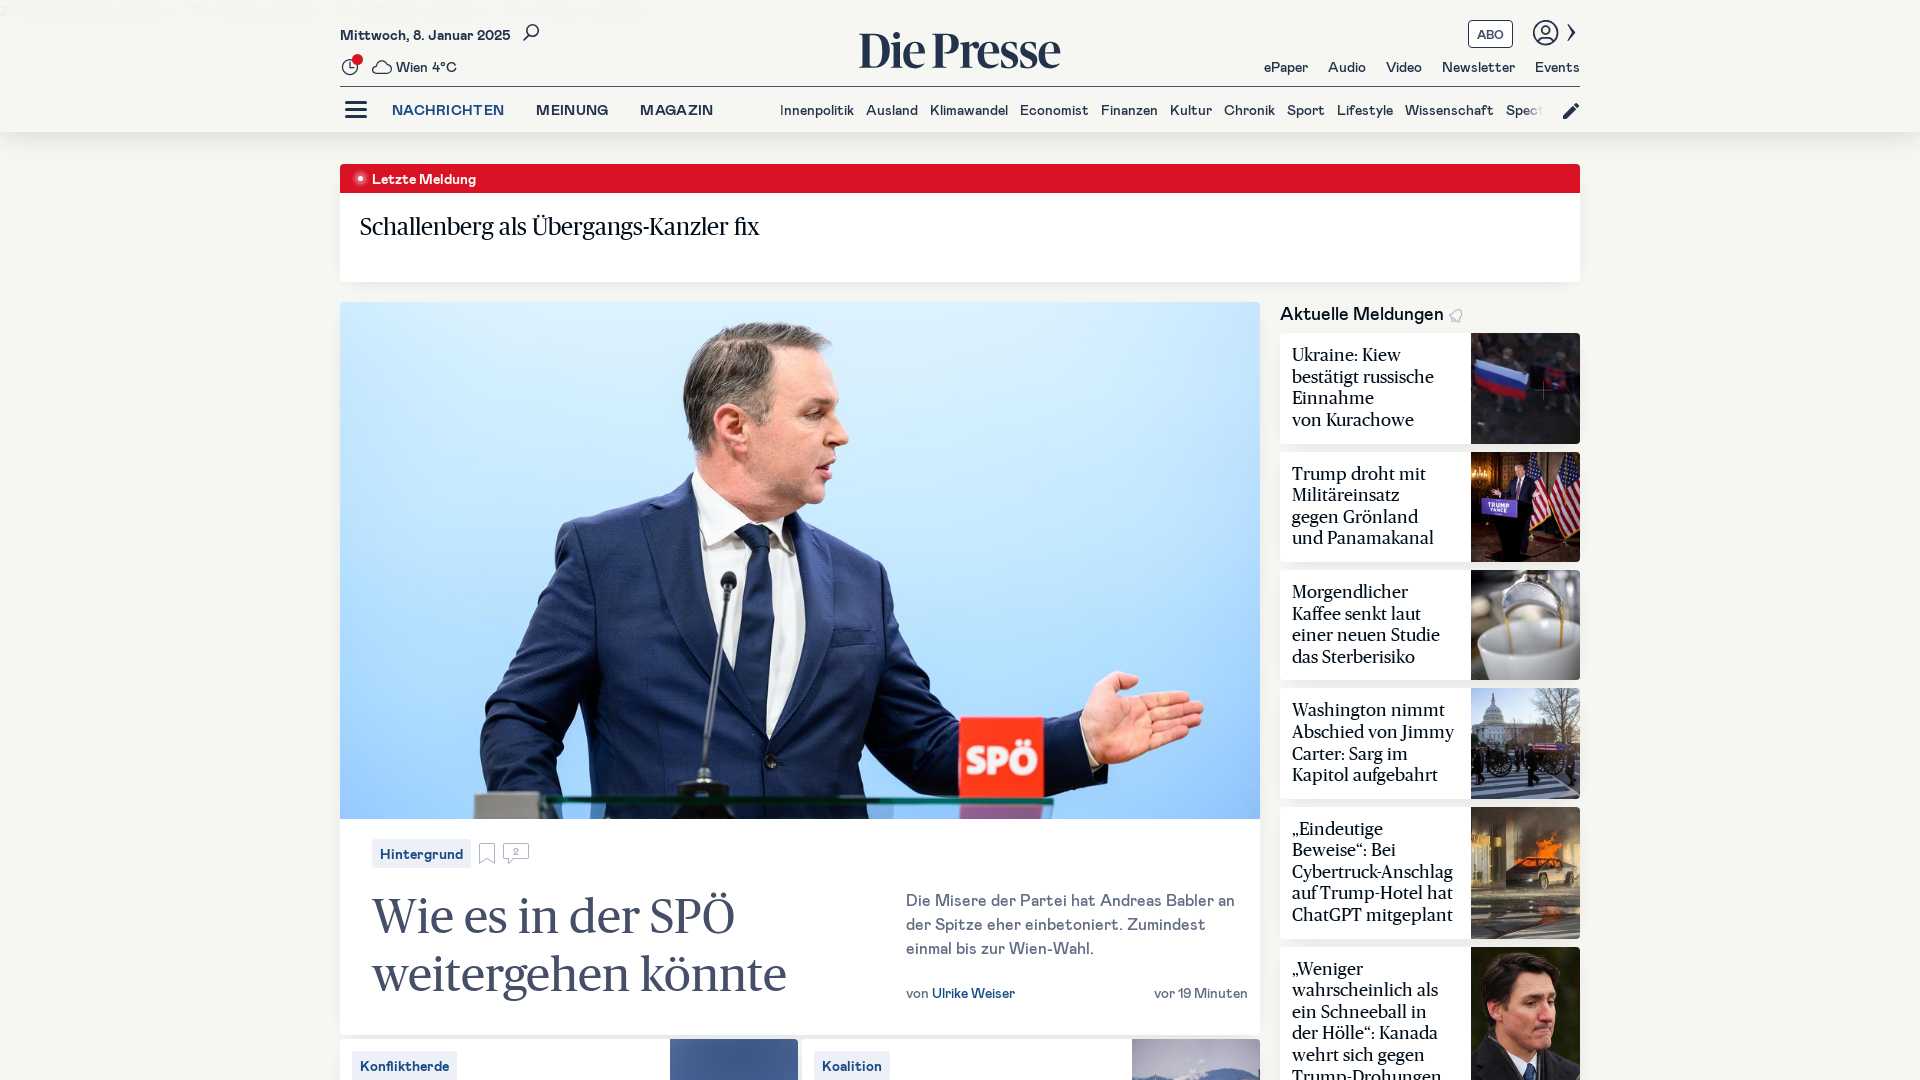 Mittwoch, 8. Januar 2025
Die Presse
ABO
Wien 4°C
ePaper Audio Video Newsletter Events
NACHRICHTEN MEINUNG MAGAZIN
Innenpolitik Ausland Klimawandel Economist Finanzen Kultur Chronik Sport Lifestyle Wissenschaft Spect
Letzte Meldung
Schallenberg als Übergangs-Kanzler fix
SPÖ
Hintergrund
2
Wie es in der SPÖ
weitergehen könnte
Die Misere der Partei hat Andreas Babler an
der Spitze eher einbetoniert. Zumindest
einmal bis zur Wien-Wahl.
von Ulrike Weiser
vor 19 Minuten
Konfliktherde
Koalition
Aktuelle Meldungen
Ukraine: Kiew
bestätigt russische
Einnahme
von Kurachowe
Trump droht mit
Militäreinsatz
gegen Grönland
und Panamakanal
TRUMP
VANCE
Morgendlicher
Kaffee senkt laut
einer neuen Studie
das Sterberisiko
Washington nimmt
Abschied von Jimmy
Carter: Sarg im
Kapitol aufgebahrt
„Eindeutige
Beweise“: Bei
Cybertruck-Anschlag
auf Trump-Hotel hat
ChatGPT mitgeplant
„Weniger
wahrscheinlich als
ein Schneeball in
der Hölle“: Kanada
wehrt sich gegen
Trump-Drohungen